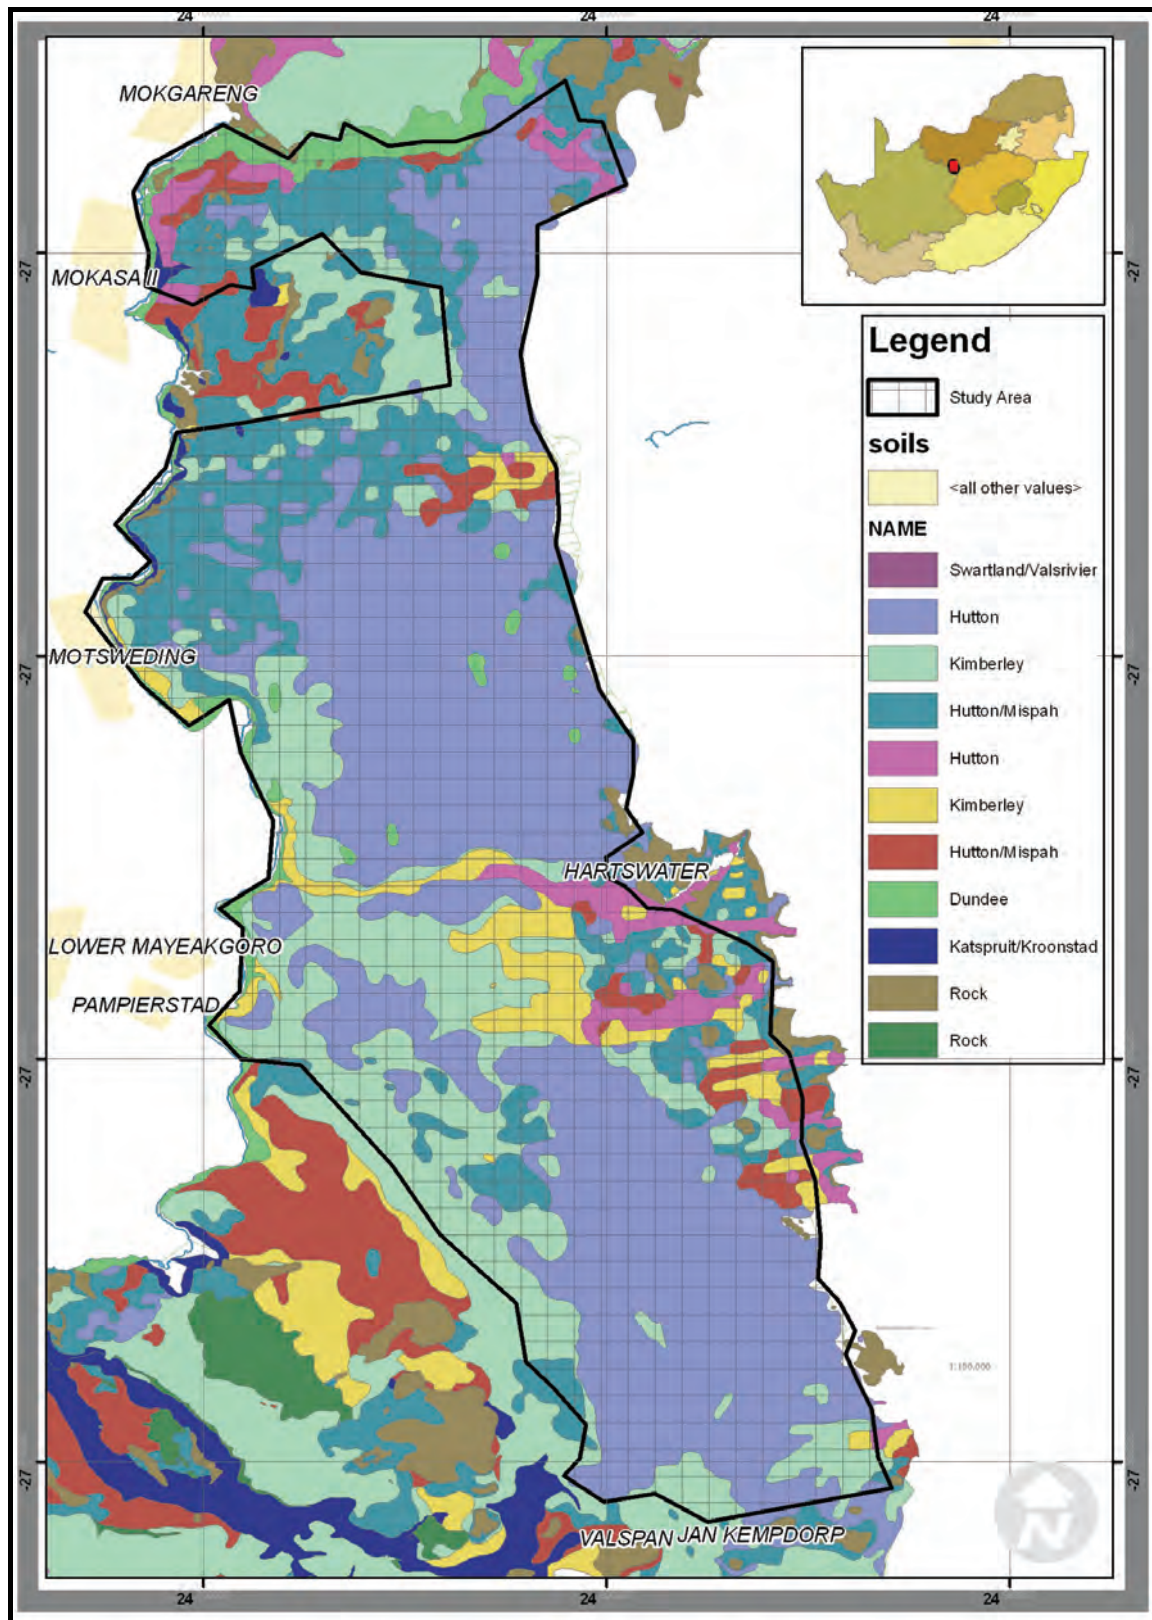 24
24
24
MOKGARENG
-27
-27
MOKASA II
Legend
Study Area
soils
<all other values>
NAME
Swartland/Valsrivier
Hutton
Kimberley
-27
MOTSWEDING
-27
Hutton/Mispah
Hutton
Kimberley
Hutton/Mispah
HARTSWATER
Dundee
LOWER MAYEAKGORO
Katspruit/Kroonstad
PAMPIERSTAD
Rock
Rock
-27
-27
1:100,000
-27
-27
N
VALSPAN
JAN KEMPDORP
24
24
24